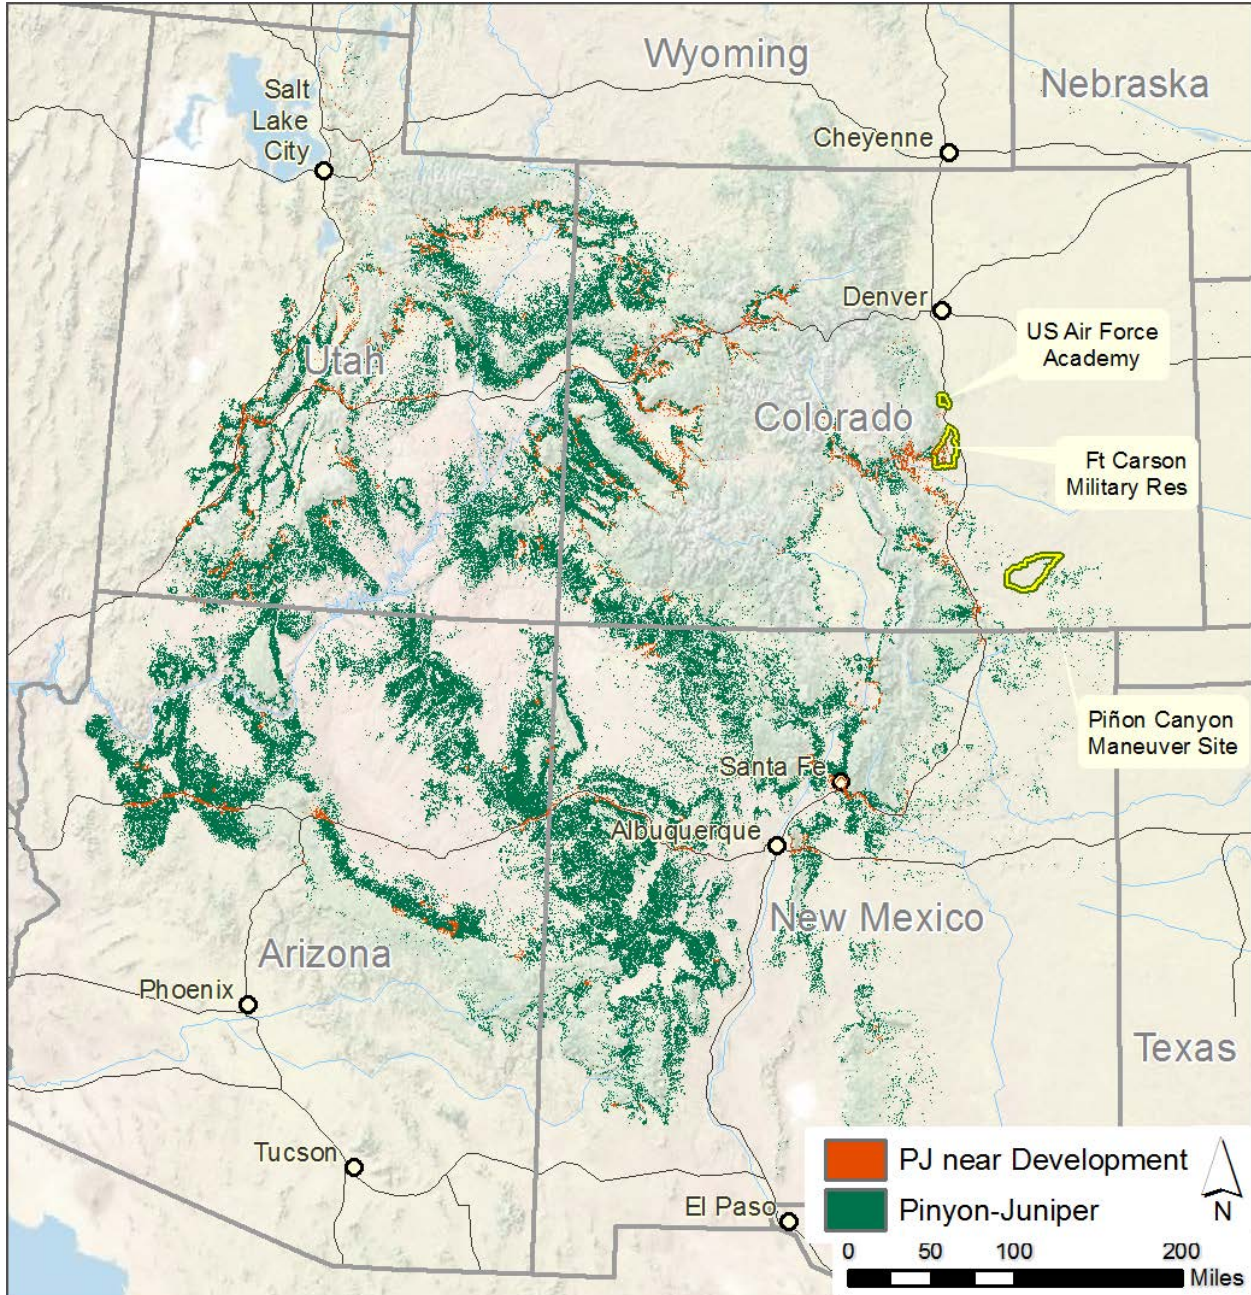 Wyoming
Nebraska
Salt
Lake
City
Cheyenne
Denver
US Air Force
Academy
Utah
Colorado
Ft Carson
Military Res
Piñon Canyon
Maneuver Site
Santa Fe
Albuquerque
New Mexico
Arizona
Phoenix
Texas
Tucson
El Paso
PJ near Development
Pinyon-Juniper
N
0 50 100 200
Miles